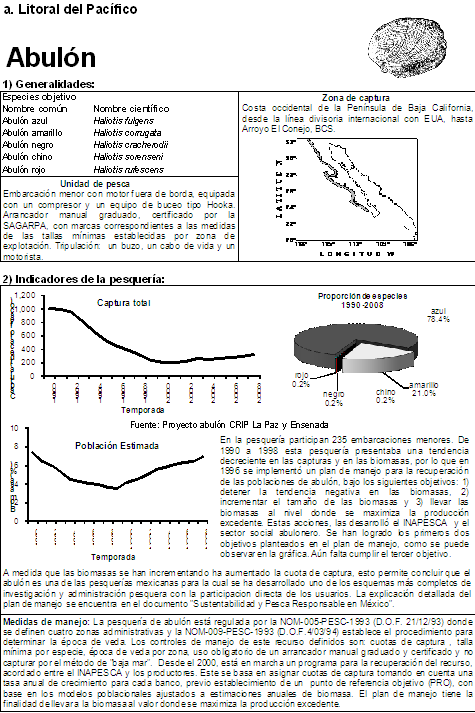 a. Litoral del Pacífico
Abulón
1) Generalidades:
Especies objetivo
Nombre común Nombre científico
Abulón azul Haliotis fulgens
Abulón amarillo Haliotis corrugata
Abulón negro Haliotis cracherodii
Abulón chino Haliotis sorenseni
Abulón rojo Haliotis rufescens
Unidad de pesca
Embarcación menor con motor fuera de borda, equipada
con un compresor y un equipo de buceo tipo Hooka.
Arrancador manual graduado, certificado por la
SAGARPA, con marcas correspondientes a las medidas
de las tallas mínimas establecidas por zona de
explotación. Tripulación: un buzo, un cabo de vida y un
motorista.
Zona de captura
Costa occidental de la Península de Baja California,
desde la línea divisoria internacional con EUA, hasta
Arroyo El Conejo, BCS.
L O N G I T U D W
2) Indicadores de la pesquería:
Captura total
1,200
1,000
800
600
400
200
0
Temporada
Proporción de especies
1990-2008
azul
78.4%
rojo
0.2%
negro
0.2%
chino
0.2%
amarillo
21.0%
Fuente: Proyecto abulón CRIP La Paz y Ensenada
Población Estimada
10
8
6
4
2
0
Temporada
En la pesquería participan 235 embarcaciones menores. De
1990 a 1998 esta pesquería presentaba una tendencia
decreciente en las capturas y en las biomasas, por lo que en
1996 se implementó un plan de manejo para la recuperación
de las poblaciones de abulón, bajo los siguientes objetivos: 1)
detener la tendencia negativa en las biomasas, 2)
incrementar el tamaño de las biomasas y 3) llevar las
biomasas al nivel donde se maximiza la producción
excedente. Estas acciones, las desarrolló el INAPESCA y el
sector social abulonero. Se han logrado los primeros dos
objetivos planteados en el plan de manejo, como se puede
observar en la gráfica. Aún falta cumplir el tercer objetivo.
A medida que las biomasas se han incrementando ha aumentado la cuota de captura, esto permite concluir que el
abulón es una de las pesquerías mexicanas para la cual se ha desarrollado uno de los esquemas más completos de
investigación y administración pesquera con la participacion directa de los usuarios. La explicación detallada del
plan de manejo se encuentra en el documento "Sustentabilidad y Pesca Responsable en México".
Medidas de manejo: La pesquería de abulón está regulada por la NOM-005-PESC-1993 (D.O.F. 21/12/93) donde
se definen cuatro zonas administrativas y la NOM-009-PESC-1993 (D.O.F.4/03/94) establece el procedimiento para
determinar la época de veda. Los controles de manejo de este recurso definidos son: cuotas de captura , talla
mínima por especie, época de veda por zona, uso obligatorio de un arrancador manual graduado y certificado y no
capturar por el método de "baja mar". Desde el 2000, está en marcha un programa para la recuperación del recurso,
acordado entre el INAPESCA y los productores. Este se basa en asignar cuotas de captura tomando en cuenta una
tasa anual de crecimiento para cada banco, previo establecimiento de un punto de referencia objetivo (PRO), con
base en los modelos poblacionales ajustados a estimaciones anuales de biomasa. El plan de manejo tiene la
finalidad de llevar a la biomasa al valor donde se maximiza la producción excedente.